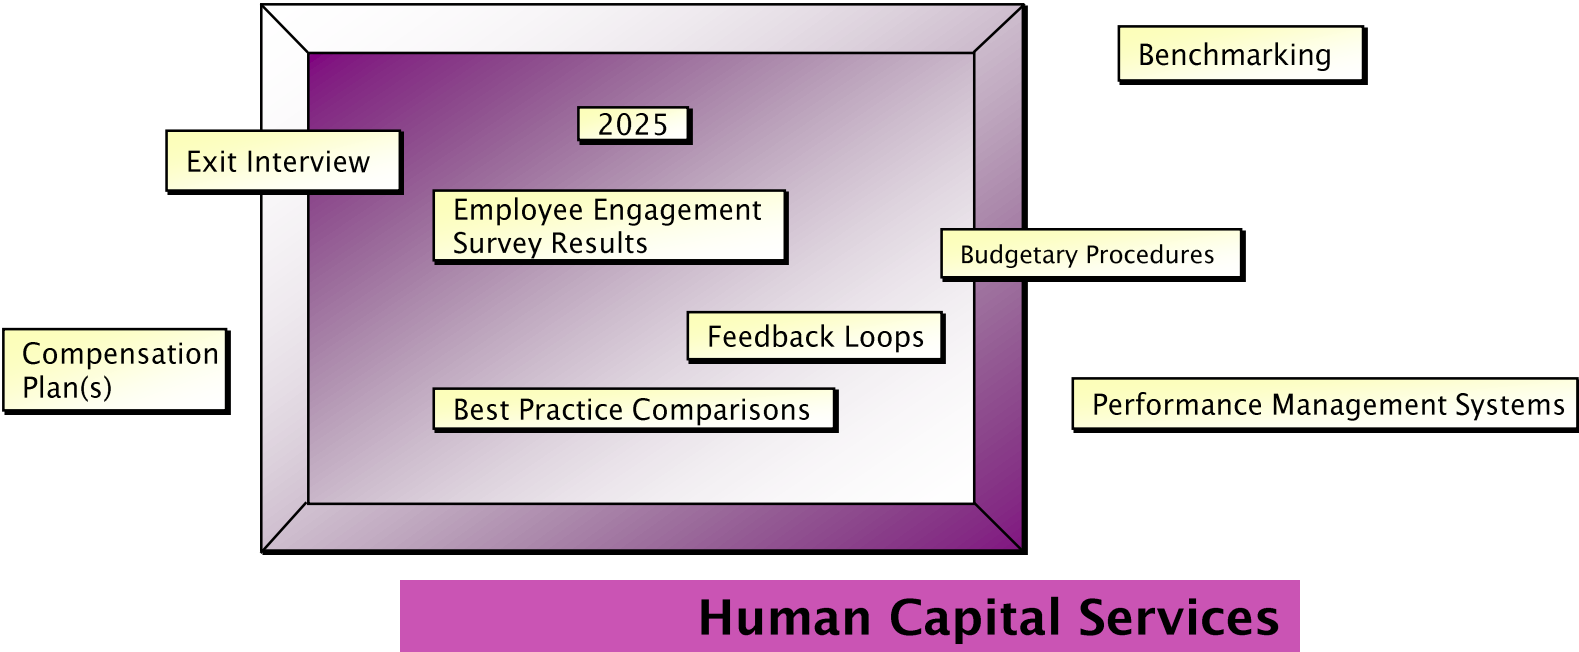 Benchmarking
2025
Exit Interview
Employee Engagement
Survey Results
Budgetary Procedures
Feedback Loops
Compensation
Plan(s)
Best Practice Comparisons
Performance Management Systems
Human Capital Services